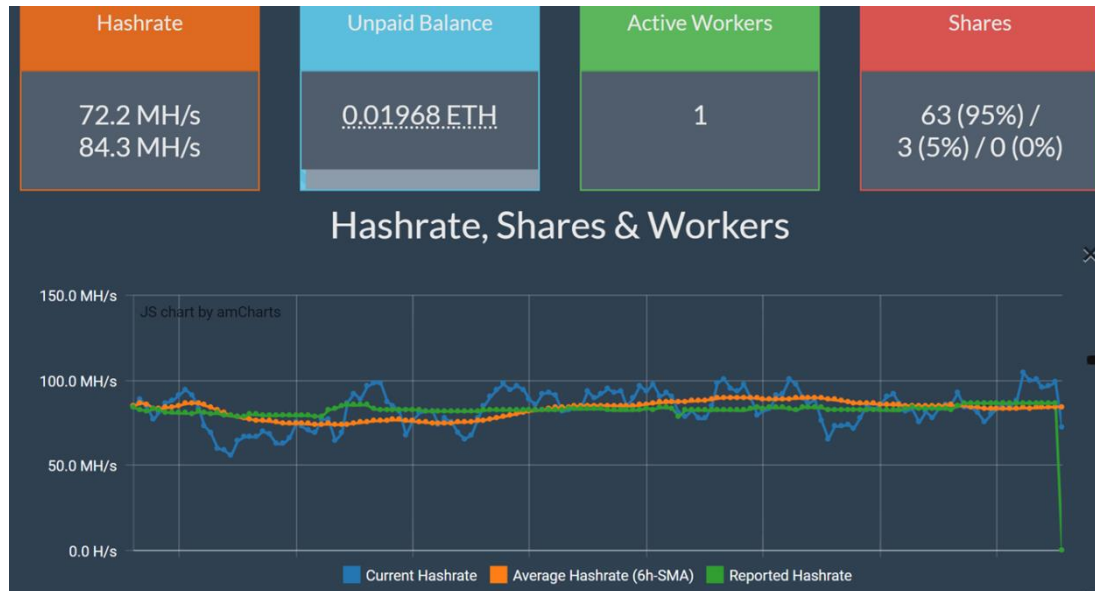 Hashrate
Unpaid Balance
Active Workers
Shares
72.2 MH/s
84.3 MH/s
0.01968 ETH
1
63 (95%) /
3 (5%) / 0 (0%)
Hashrate, Shares & Workers
150.0 MH/s
JS chart by amCharts
100.0 MH/s
50.0 MH/s
0.0 H/s
Current Hashrate
Average Hashrate (6h-SMA)
Reported Hashrate